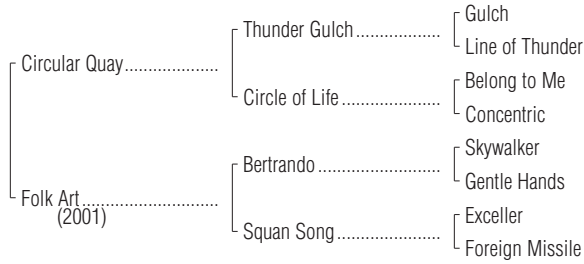 Gulch
Thunder Gulch..................
Line of Thunder
Circular Quay....................
Belong to Me
Circle of Life.....................
Concentric
Skywalker
Bertrando..........................
Gentle Hands
Folk Art.............................
(2001)
Exceller
Squan Song......................
Foreign Missile